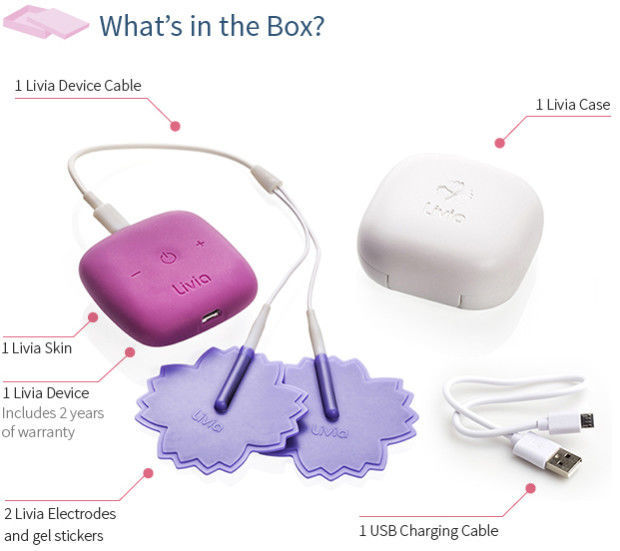 What's in the Box?
1 Livia Device Cable
1 Livia Case
Livia
− +
Livia
1 Livia Skin
1 Livia Device
Includes 2 years
of warranty
Livia
Livia
2 Livia Electrodes
and gel stickers
1 USB Charging Cable